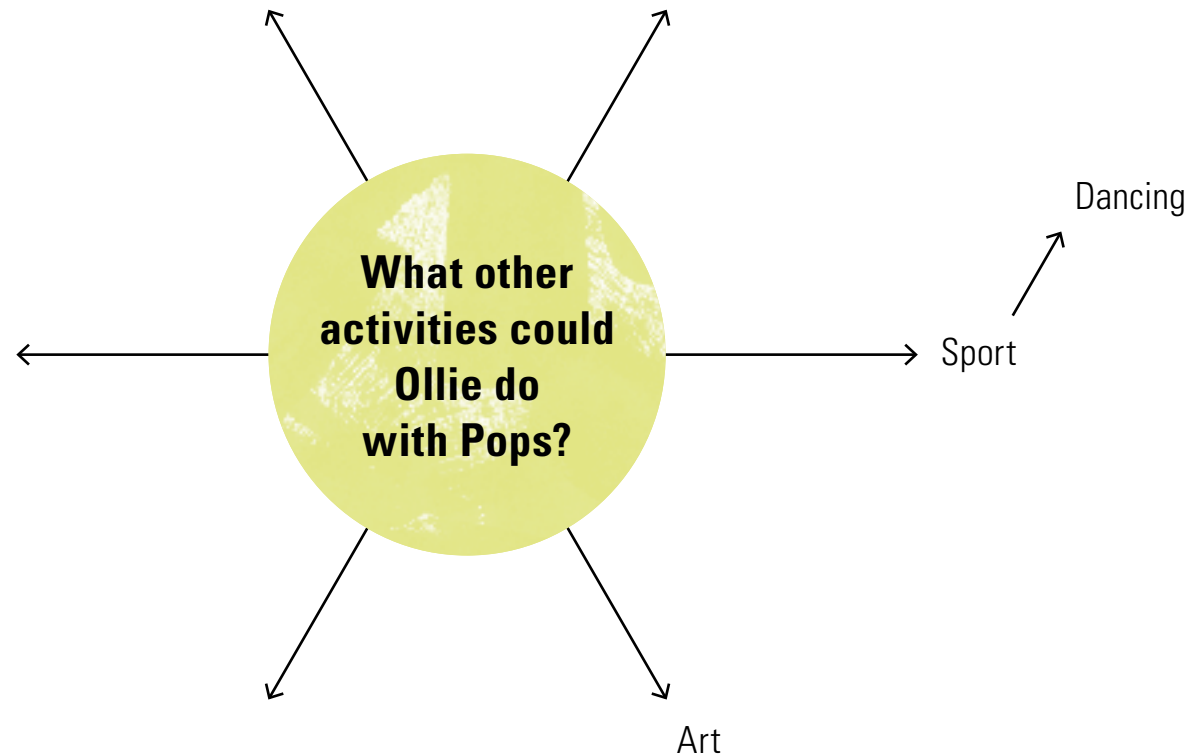 What other
activities could
Ollie do
with Pops?
Dancing
Sport
Art